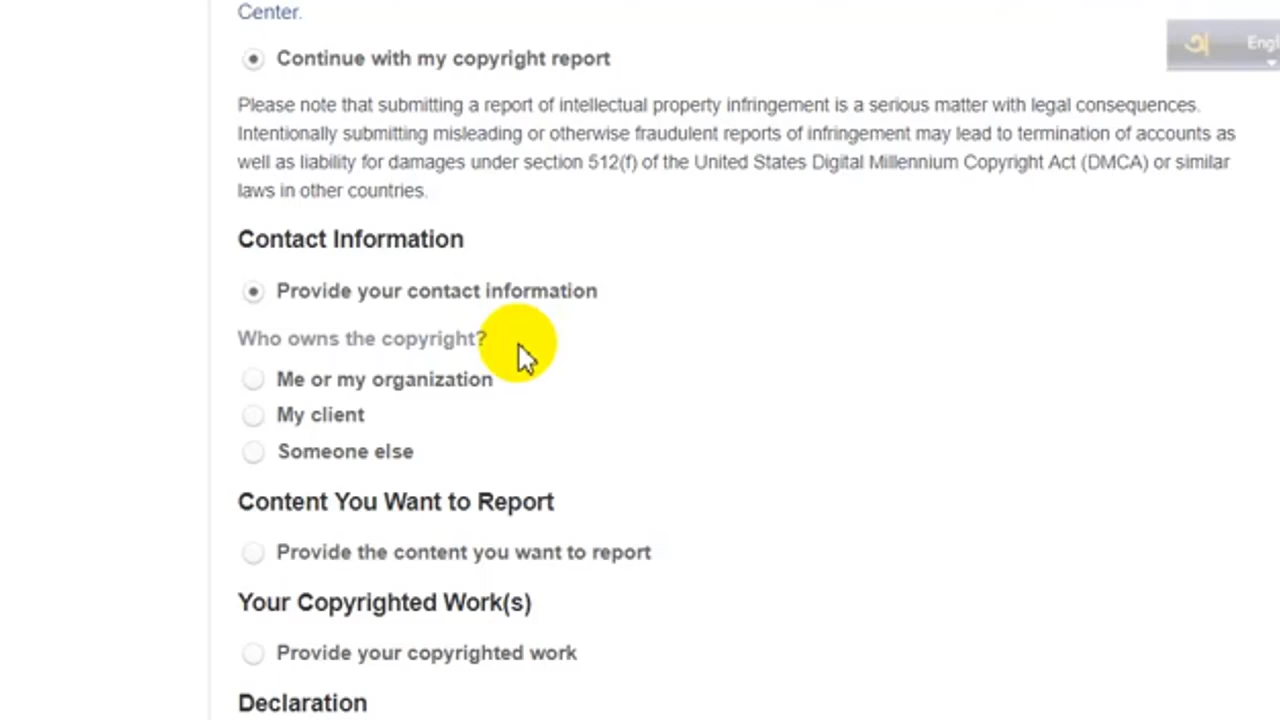 Center.
Continue with my copyright report
Please note that submitting a report of intellectual property infringement is a serious matter with legal consequences.
Intentionally submitting misleading or otherwise fraudulent reports of infringement may lead to termination of accounts as
well as liability for damages under section 512(f) of the United States Digital Millennium Copyright Act (DMCA) or similar
laws in other countries.
Contact Information
Provide your contact information
Who owns the copyright?
Me or my organization
My client
Someone else
Content You Want to Report
Provide the content you want to report
Your Copyrighted Work(s)
Provide your copyrighted work
Declaration